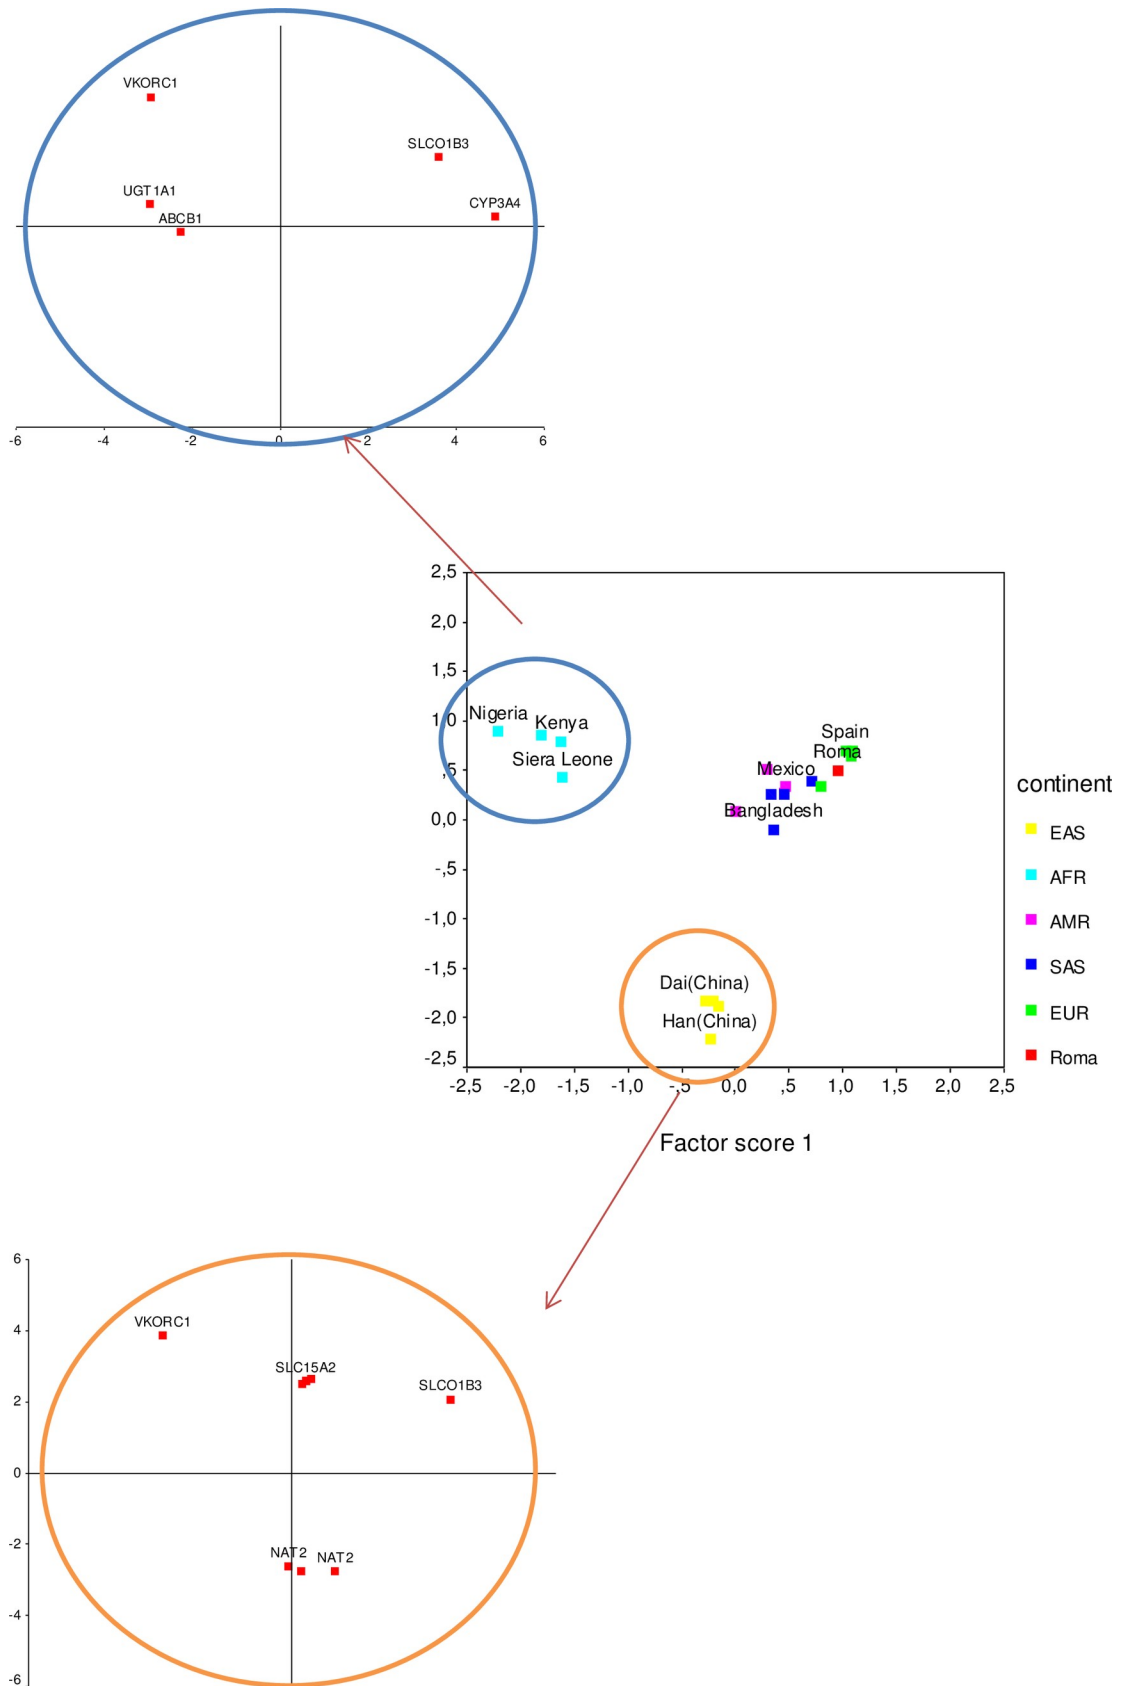 VKORC1
SLCO1B3
UGT1A1
CYP3A4
ABCB1
-6 -4 -2 0 2 4 6
2,5
2,0
1,5
1,0
,5
0,0
-,5
-1,0
-1,5
-2,0
-2,5
Nigeria
Kenya
Siera Leone
Spain
Roma
Mexico
Bangladesh
Dai(China)
Han(China)
-2,5 -2,0 -1,5 -1,0 -,5 0,0 ,5 1,0 1,5 2,0 2,5
Factor score 1
continent
EAS
AFR
AMR
SAS
EUR
Roma
6
4
2
0
-2
-4
-6
VKORC1
SLC15A2
SLCO1B3
NAT2 NAT2